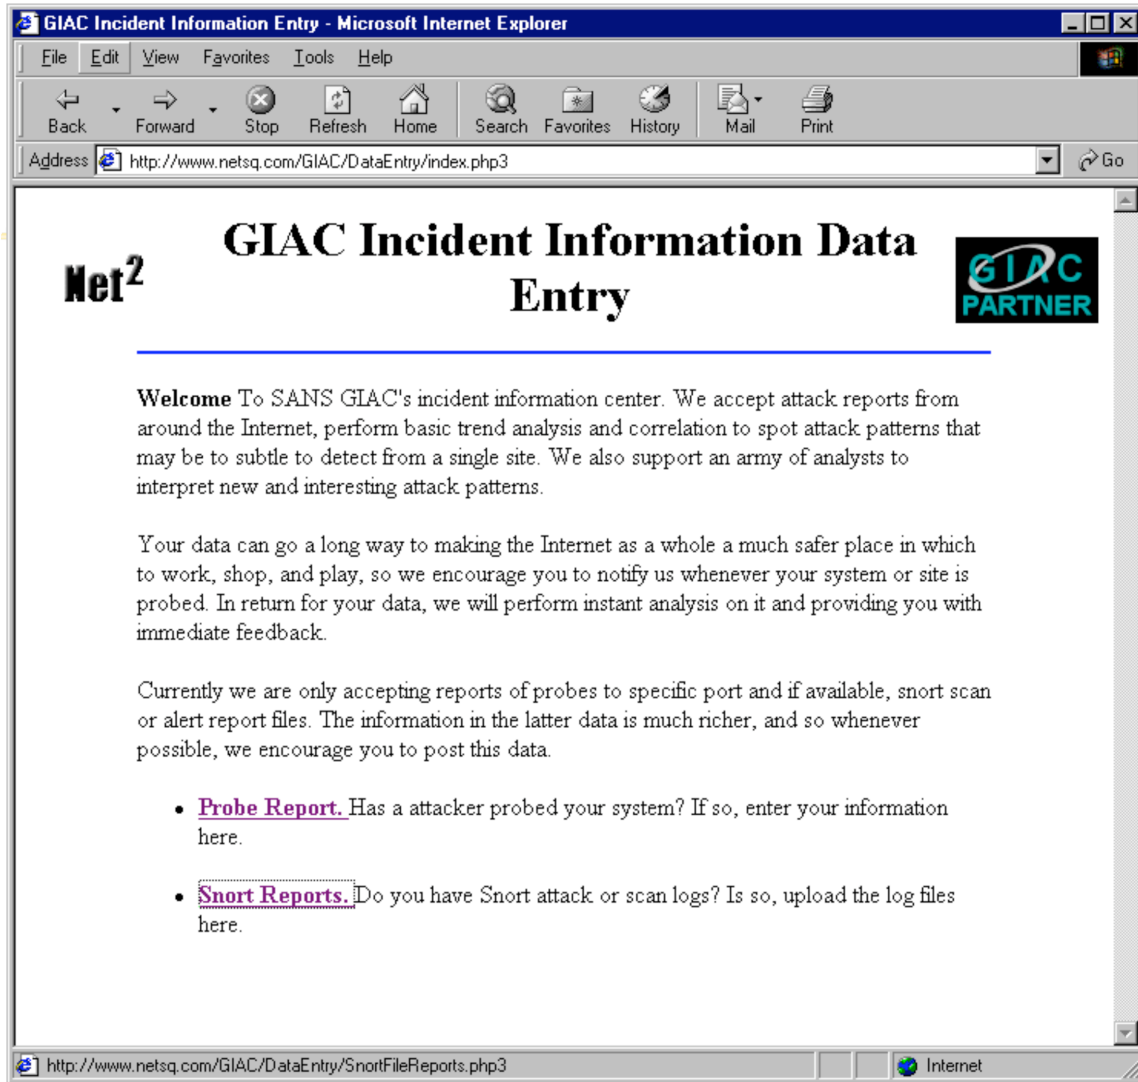 GIAC Incident Information Entry - Microsoft Internet Explorer
File Edit View Favorites Tools Help
Back Forward Stop Refresh Home Search Favorites History Mail Print
Address http://www.netsq.com/GIAC/DataEntry/index.php3 Go
Net2
GIAC Incident Information Data
Entry
GIAC
PARTNER
Welcome To SANS GIAC's incident information center. We accept attack reports from
around the Internet, perform basic trend analysis and correlation to spot attack patterns that
may be to subtle to detect from a single site. We also support an army of analysts to
interpret new and interesting attack patterns.
Your data can go a long way to making the Internet as a whole a much safer place in which
to work, shop, and play, so we encourage you to notify us whenever your system or site is
probed. In return for your data, we will perform instant analysis on it and providing you with
immediate feedback.
Currently we are only accepting reports of probes to specific port and if available, snort scan
or alert report files. The information in the latter data is much richer, and so whenever
possible, we encourage you to post this data.
• Probe Report. Has a attacker probed your system? If so, enter your information
here.
• Snort Reports. Do you have Snort attack or scan logs? Is so, upload the log files
here.
http://www.netsq.com/GIAC/DataEntry/SnortFileReports.php3 Internet